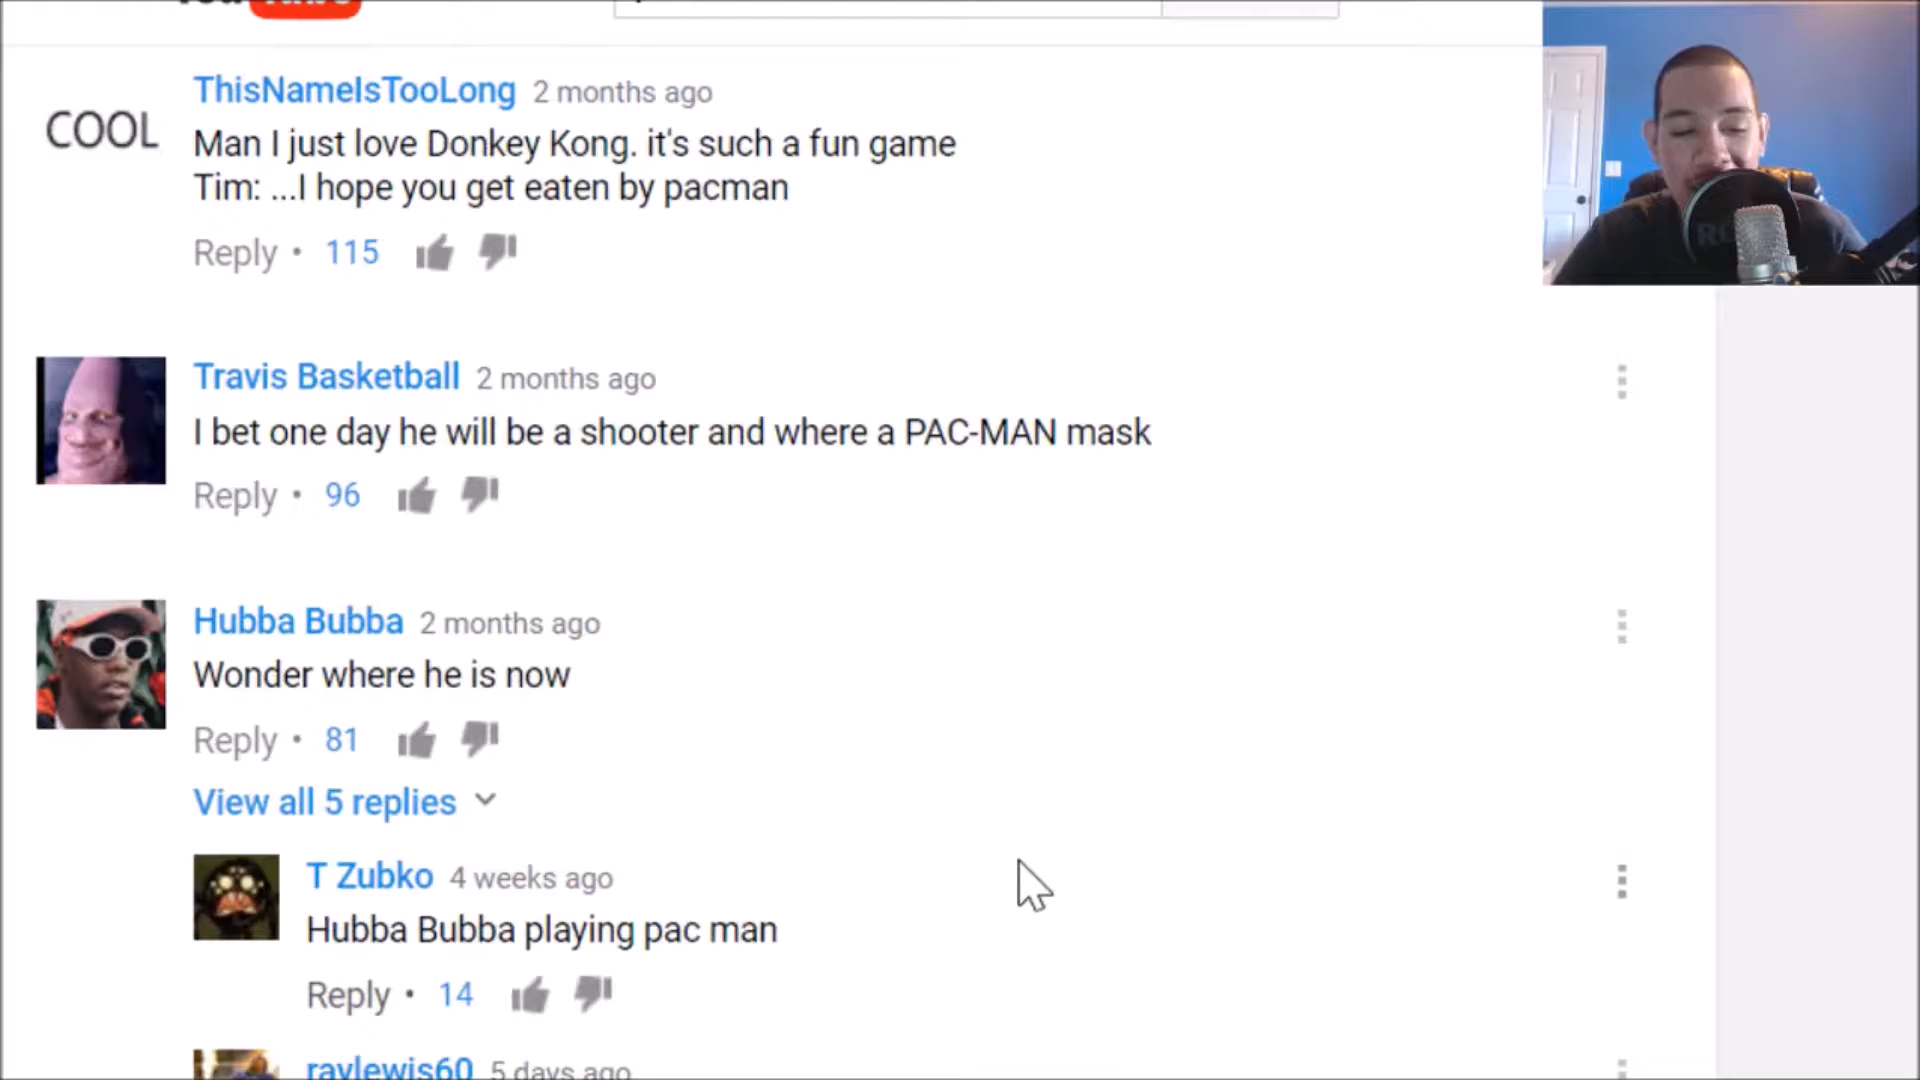 ThisNameIsTooLong 2 months ago
COOL
Man I just love Donkey Kong. it's such a fun game
Tim: ...I hope you get eaten by pacman
Reply • 115
Travis Basketball 2 months ago
I bet one day he will be a shooter and where a PAC-MAN mask
Reply • 96
Hubba Bubba 2 months ago
Wonder where he is now
Reply • 81
View all 5 replies
T Zubko 4 weeks ago
Hubba Bubba playing pac man
Reply • 14
raylewis60 5 days ago